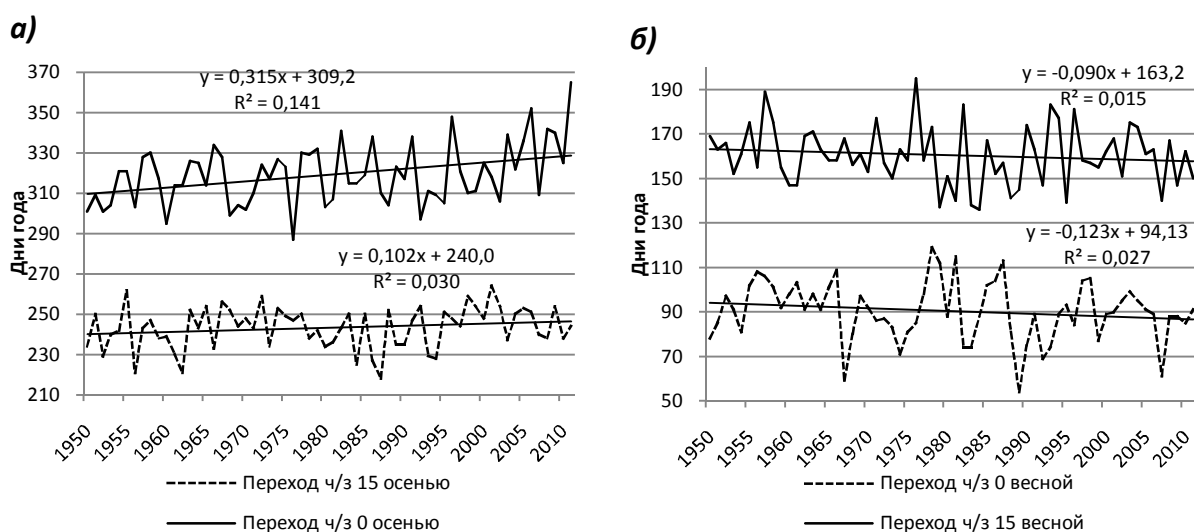 а)
y = 0,315x + 309,2
R² = 0,141
y = 0,102x + 240,0
R² = 0,030
Дни года
370
350
330
310
290
270
250
230
210
1950
1955
1960
1965
1970
1975
1980
1985
1990
1995
2000
2005
2010
Переход ч/з 15 осенью
Переход ч/з 0 осенью
б)
y = -0,090x + 163,2
R² = 0,015
y = -0,123x + 94,13
R² = 0,027
Дни года
190
170
150
130
110
90
70
50
1950
1955
1960
1965
1970
1975
1980
1985
1990
1995
2000
2005
2010
Переход ч/з 0 весной
Переход ч/з 15 весной